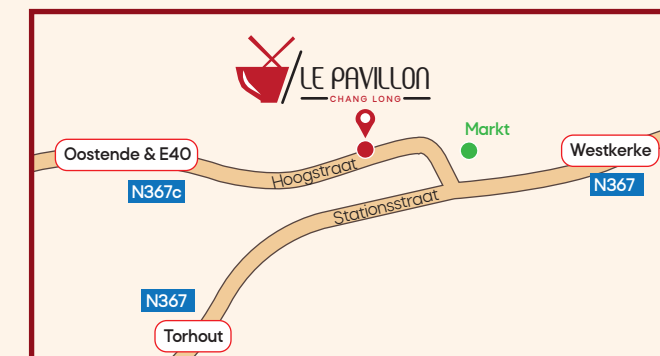 LE PAVILLON
CHANG LONG
Markt
Oostende & E40
Westkerke
N367c
Hoogstraat
N367
Stationsstraat
N367
Torhout